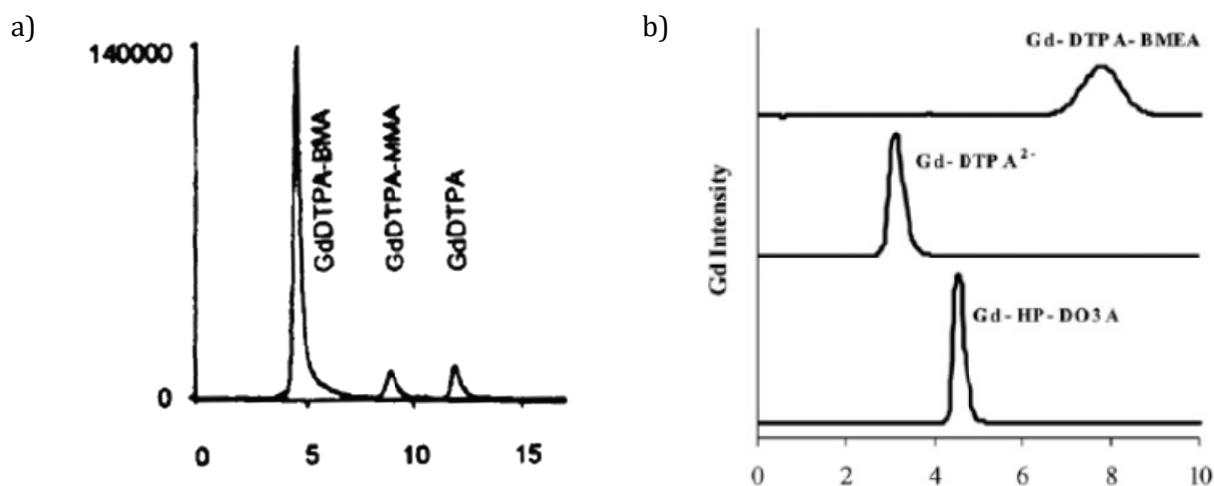 a)
140000
0
GdDTPA-BMA
GdDTPA-MMA
GdDTPA
0 5 10 15
b)
Gd-DTPA-BMEA
Gd-DTPA²⁻
Gd-HP-DO3A
Gd Intensity
0 2 4 6 8 10